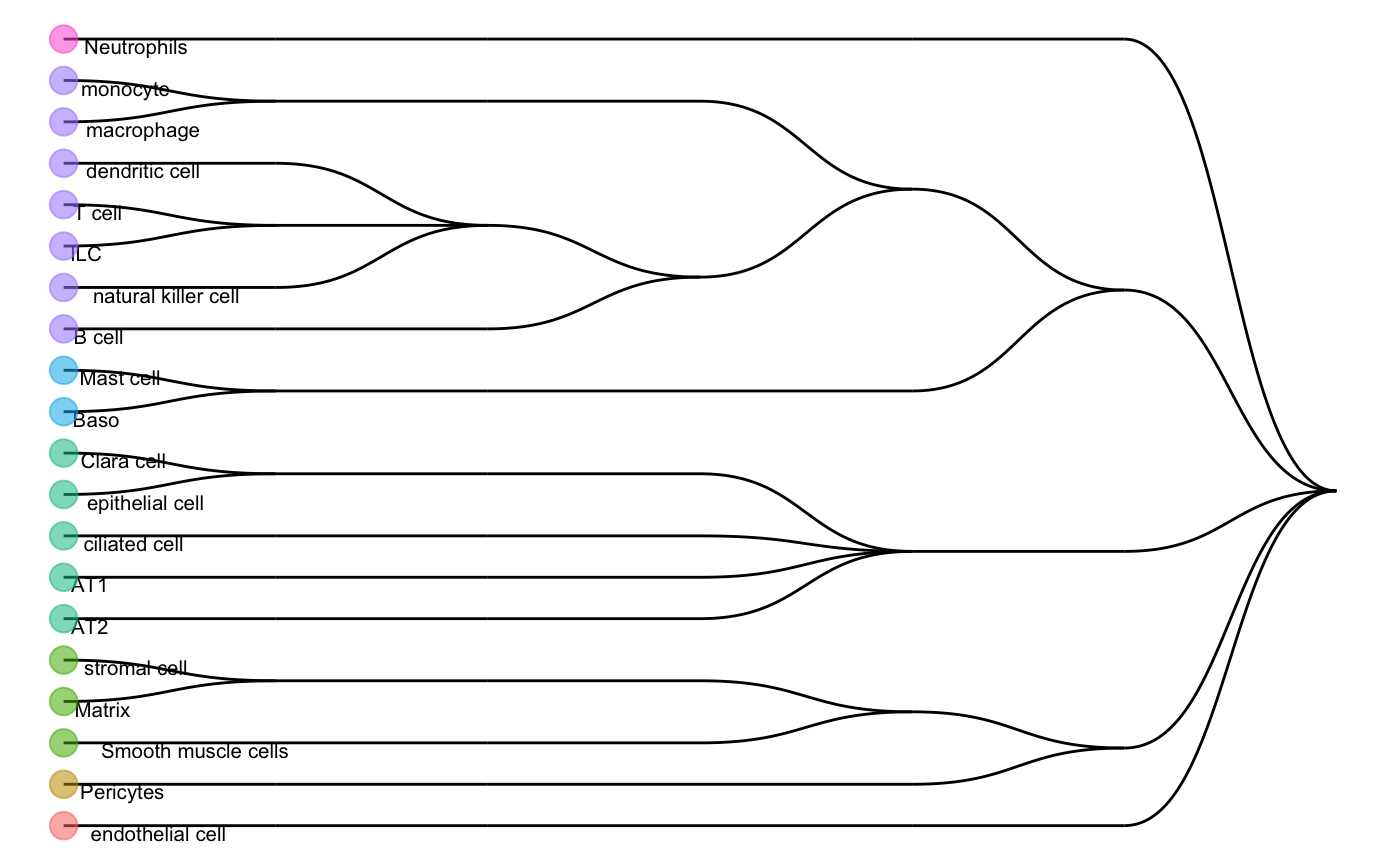 Neutrophils
monocyte
macrophage
dendritic cell
T cell
ILC
natural killer cell
B cell
Mast cell
Baso
Clara cell
epithelial cell
ciliated cell
AT1
AT2
stromal cell
Matrix
Smooth muscle cells
Pericytes
endothelial cell